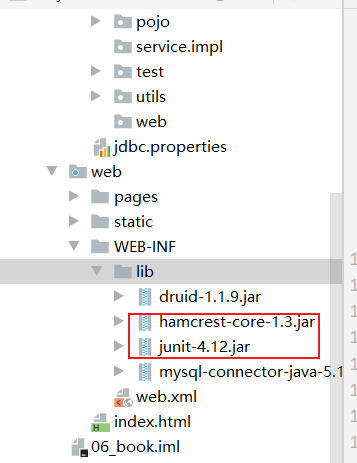 pojo
service.impl
test
utils
web
jdbc.properties
web
pages
static
WEB-INF
lib
druid-1.1.9.jar
hamcrest-core-1.3.jar
junit-4.12.jar
mysql-connector-java-5.1
web.xml
index.html
06_book.iml